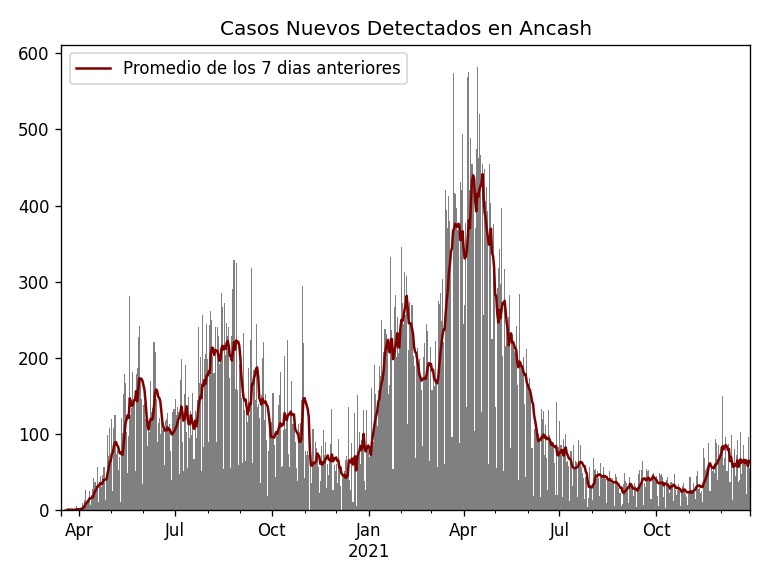 Casos Nuevos Detectados en Ancash
Promedio de los 7 dias anteriores
600
500
400
300
200
100
0
Apr Jul Oct Jan Apr Jul Oct
2021